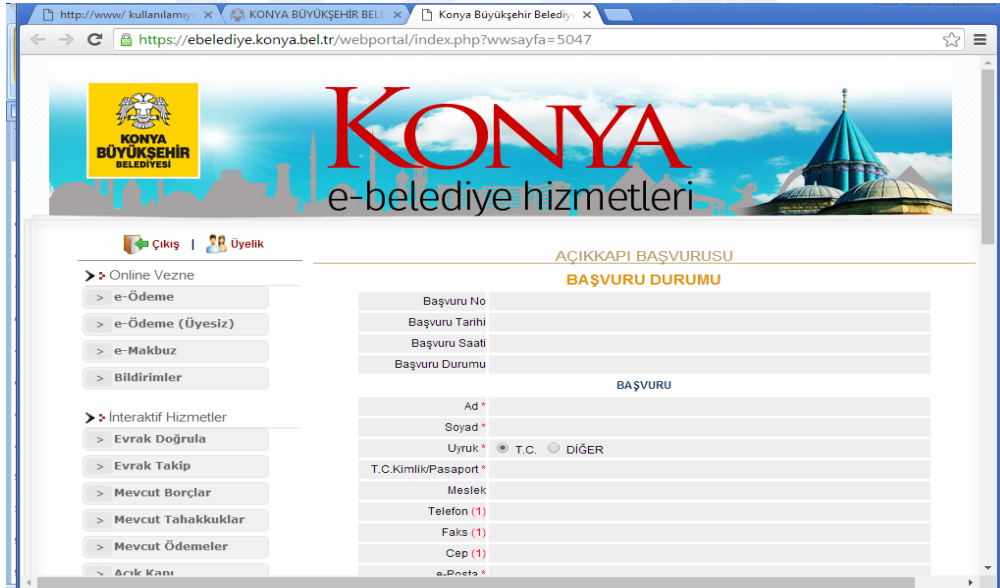 http://www/ kullanılamıy
KONYA BÜYÜKŞEHİR BELE
Konya Büyükşehir Belediy
https://ebelediye.konya.bel.tr/webportal/index.php?wwsayfa=5047
KONYA
BÜYÜKŞEHİR
BELEDİYESİ
KONYA
e-belediye hizmetleri
Çıkış | Üyelik
Online Vezne
> e-Ödeme
> e-Ödeme (Üyesiz)
> e-Makbuz
> Bildirimler
İnteraktif Hizmetler
> Evrak Doğrula
> Evrak Takip
> Mevcut Borçlar
> Mevcut Tahakkuklar
> Mevcut Ödemeler
> Açık Kapı
AÇIKKAPI BAŞVURUSU
BAŞVURU DURUMU
Başvuru No
Başvuru Tarihi
Başvuru Saati
Başvuru Durumu
BAŞVURU
Ad *
Soyad *
Uyruk * T.C. DİĞER
T.C.Kimlik/Pasaport *
Meslek
Telefon (1)
Faks (1)
Cep (1)
e-Posta *